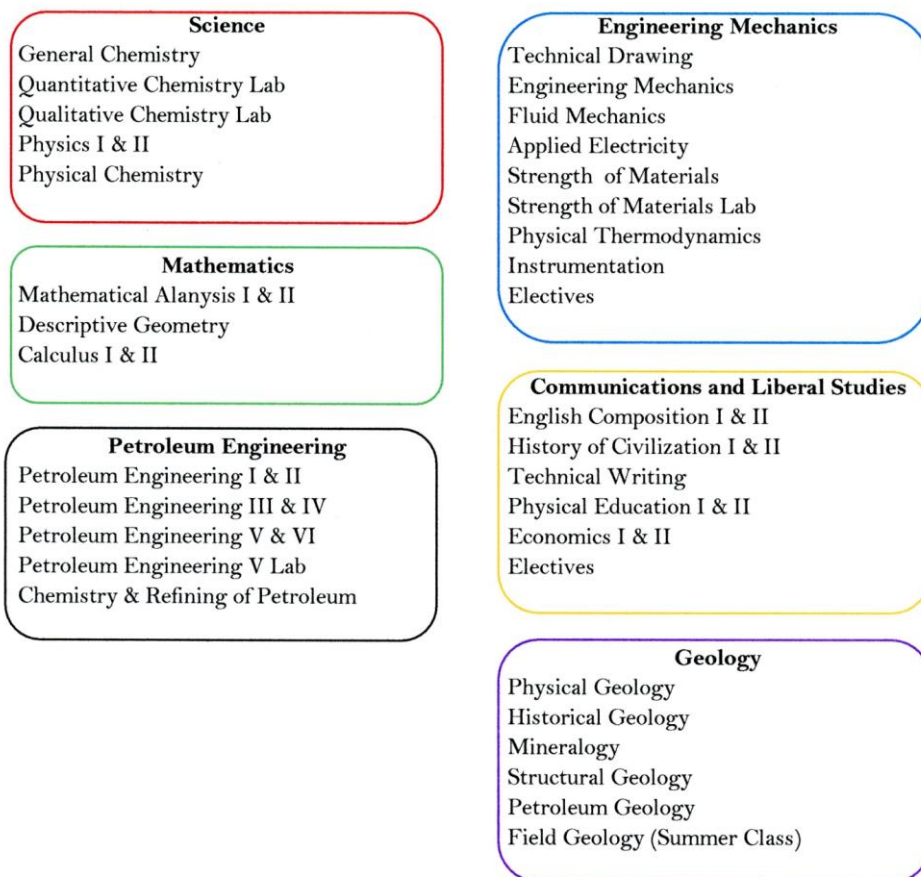 Science
General Chemistry
Quantitative Chemistry Lab
Qualitative Chemistry Lab
Physics I & II
Physical Chemistry
Mathematics
Mathematical Alanysis I & II
Descriptive Geometry
Calculus I & II
Petroleum Engineering
Petroleum Engineering I & II
Petroleum Engineering III & IV
Petroleum Engineering V & VI
Petroleum Engineering V Lab
Chemistry & Refining of Petroleum
Engineering Mechanics
Technical Drawing
Engineering Mechanics
Fluid Mechanics
Applied Electricity
Strength of Materials
Strength of Materials Lab
Physical Thermodynamics
Instrumentation
Electives
Communications and Liberal Studies
English Composition I & II
History of Civilization I & II
Technical Writing
Physical Education I & II
Economics I & II
Electives
Geology
Physical Geology
Historical Geology
Mineralogy
Structural Geology
Petroleum Geology
Field Geology (Summer Class)